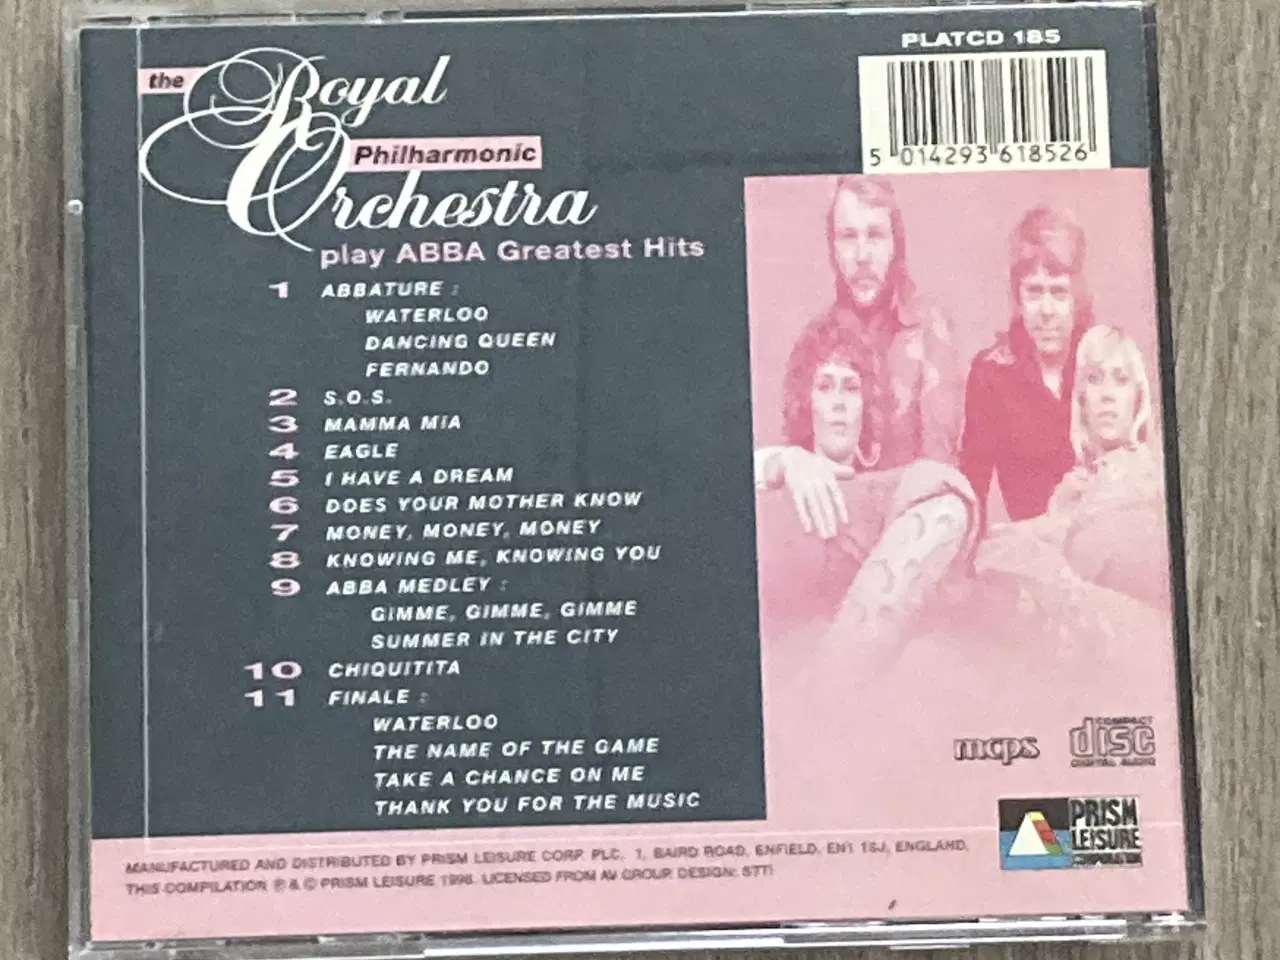 the Royal
Philharmonic
Orchestra
play ABBA Greatest Hits
1 ABBATURE :
WATERLOO
DANCING QUEEN
FERNANDO
2 S.O.S.
3 MAMMA MIA
4 EAGLE
5 I HAVE A DREAM
6 DOES YOUR MOTHER KNOW
7 MONEY, MONEY, MONEY
8 KNOWING ME, KNOWING YOU
9 ABBA MEDLEY :
GIMME, GIMME, GIMME
SUMMER IN THE CITY
10 CHIQUITITA
11 FINALE :
WATERLOO
THE NAME OF THE GAME
TAKE A CHANCE ON ME
THANK YOU FOR THE MUSIC
PLATCD 185
5 014293 618526
mcps
COMPACT
disc
DIGITAL AUDIO
PRISM
LEISURE
CORPORATION
MANUFACTURED AND DISTRIBUTED BY PRISM LEISURE CORP. PLC, 1, BAIRD ROAD, ENFIELD, EN1 1SJ, ENGLAND.
THIS COMPILATION ℗ & © PRISM LEISURE 1996. LICENSED FROM AV GROUP. DESIGN: